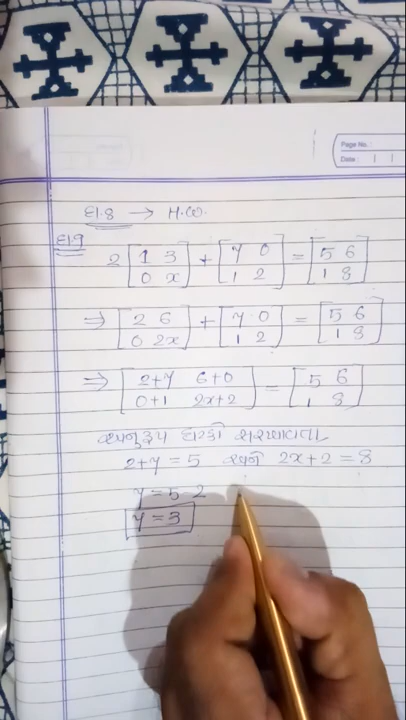 Page No.:
Date:
દા.8 → H.W.
દા.9
2 [1 3 / 0 x] + [y 0 / 1 2] = [5 6 / 1 8]
⇒ [2 6 / 0 2x] + [y 0 / 1 2] = [5 6 / 1 8]
⇒ [2+y 6+0 / 0+1 2x+2] = [5 6 / 1 8]
અનુરૂપ ઘટકો સરખાવતા
2+y = 5 અને 2x+2 = 8
y = 5-2
y = 3